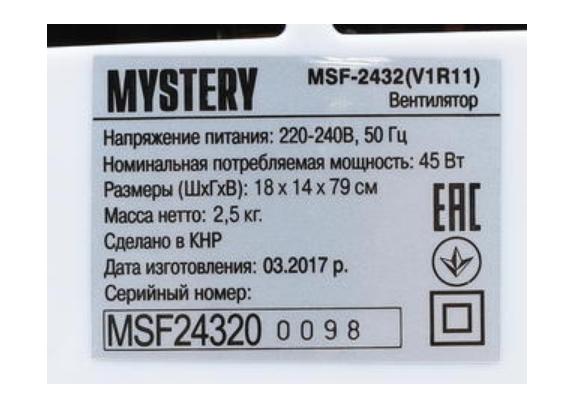 MYSTERY
MSF-2432(V1R11)
Вентилятор
Напряжение питания: 220-240В, 50 Гц
Номинальная потребляемая мощность: 45 Вт
Размеры (ШхГхВ): 18 х 14 х 79 см
Масса нетто: 2,5 кг.
Сделано в КНР
Дата изготовления: 03.2017 р.
Серийный номер:
MSF24320 0098
EAC